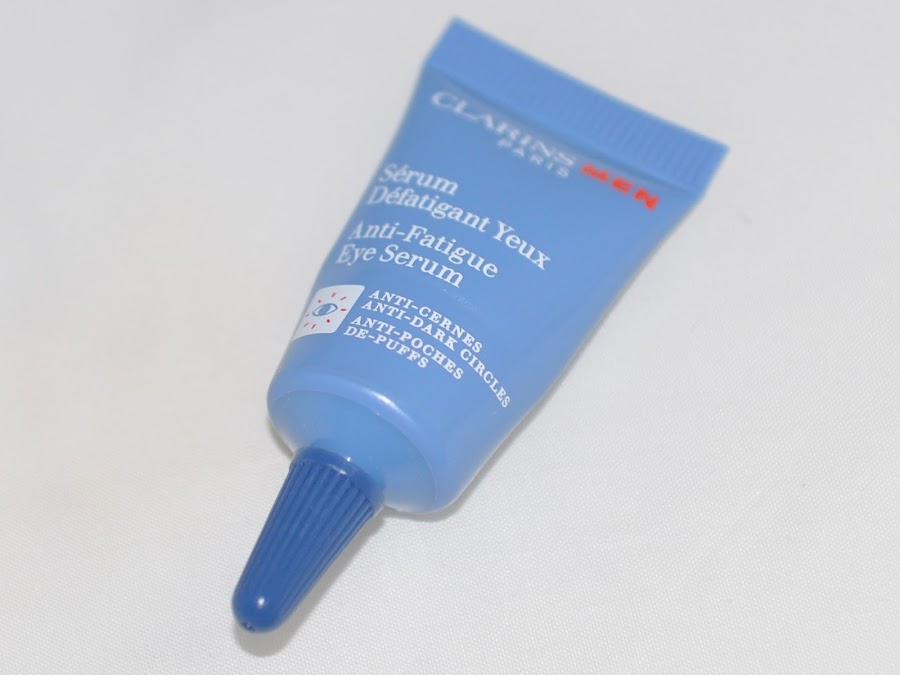 CLARINS MEN
PARIS
Sérum
Défatigant Yeux
Anti-Fatigue
Eye Serum
ANTI-CERNES
ANTI-DARK CIRCLES
ANTI-POCHES
DE-PUFFS